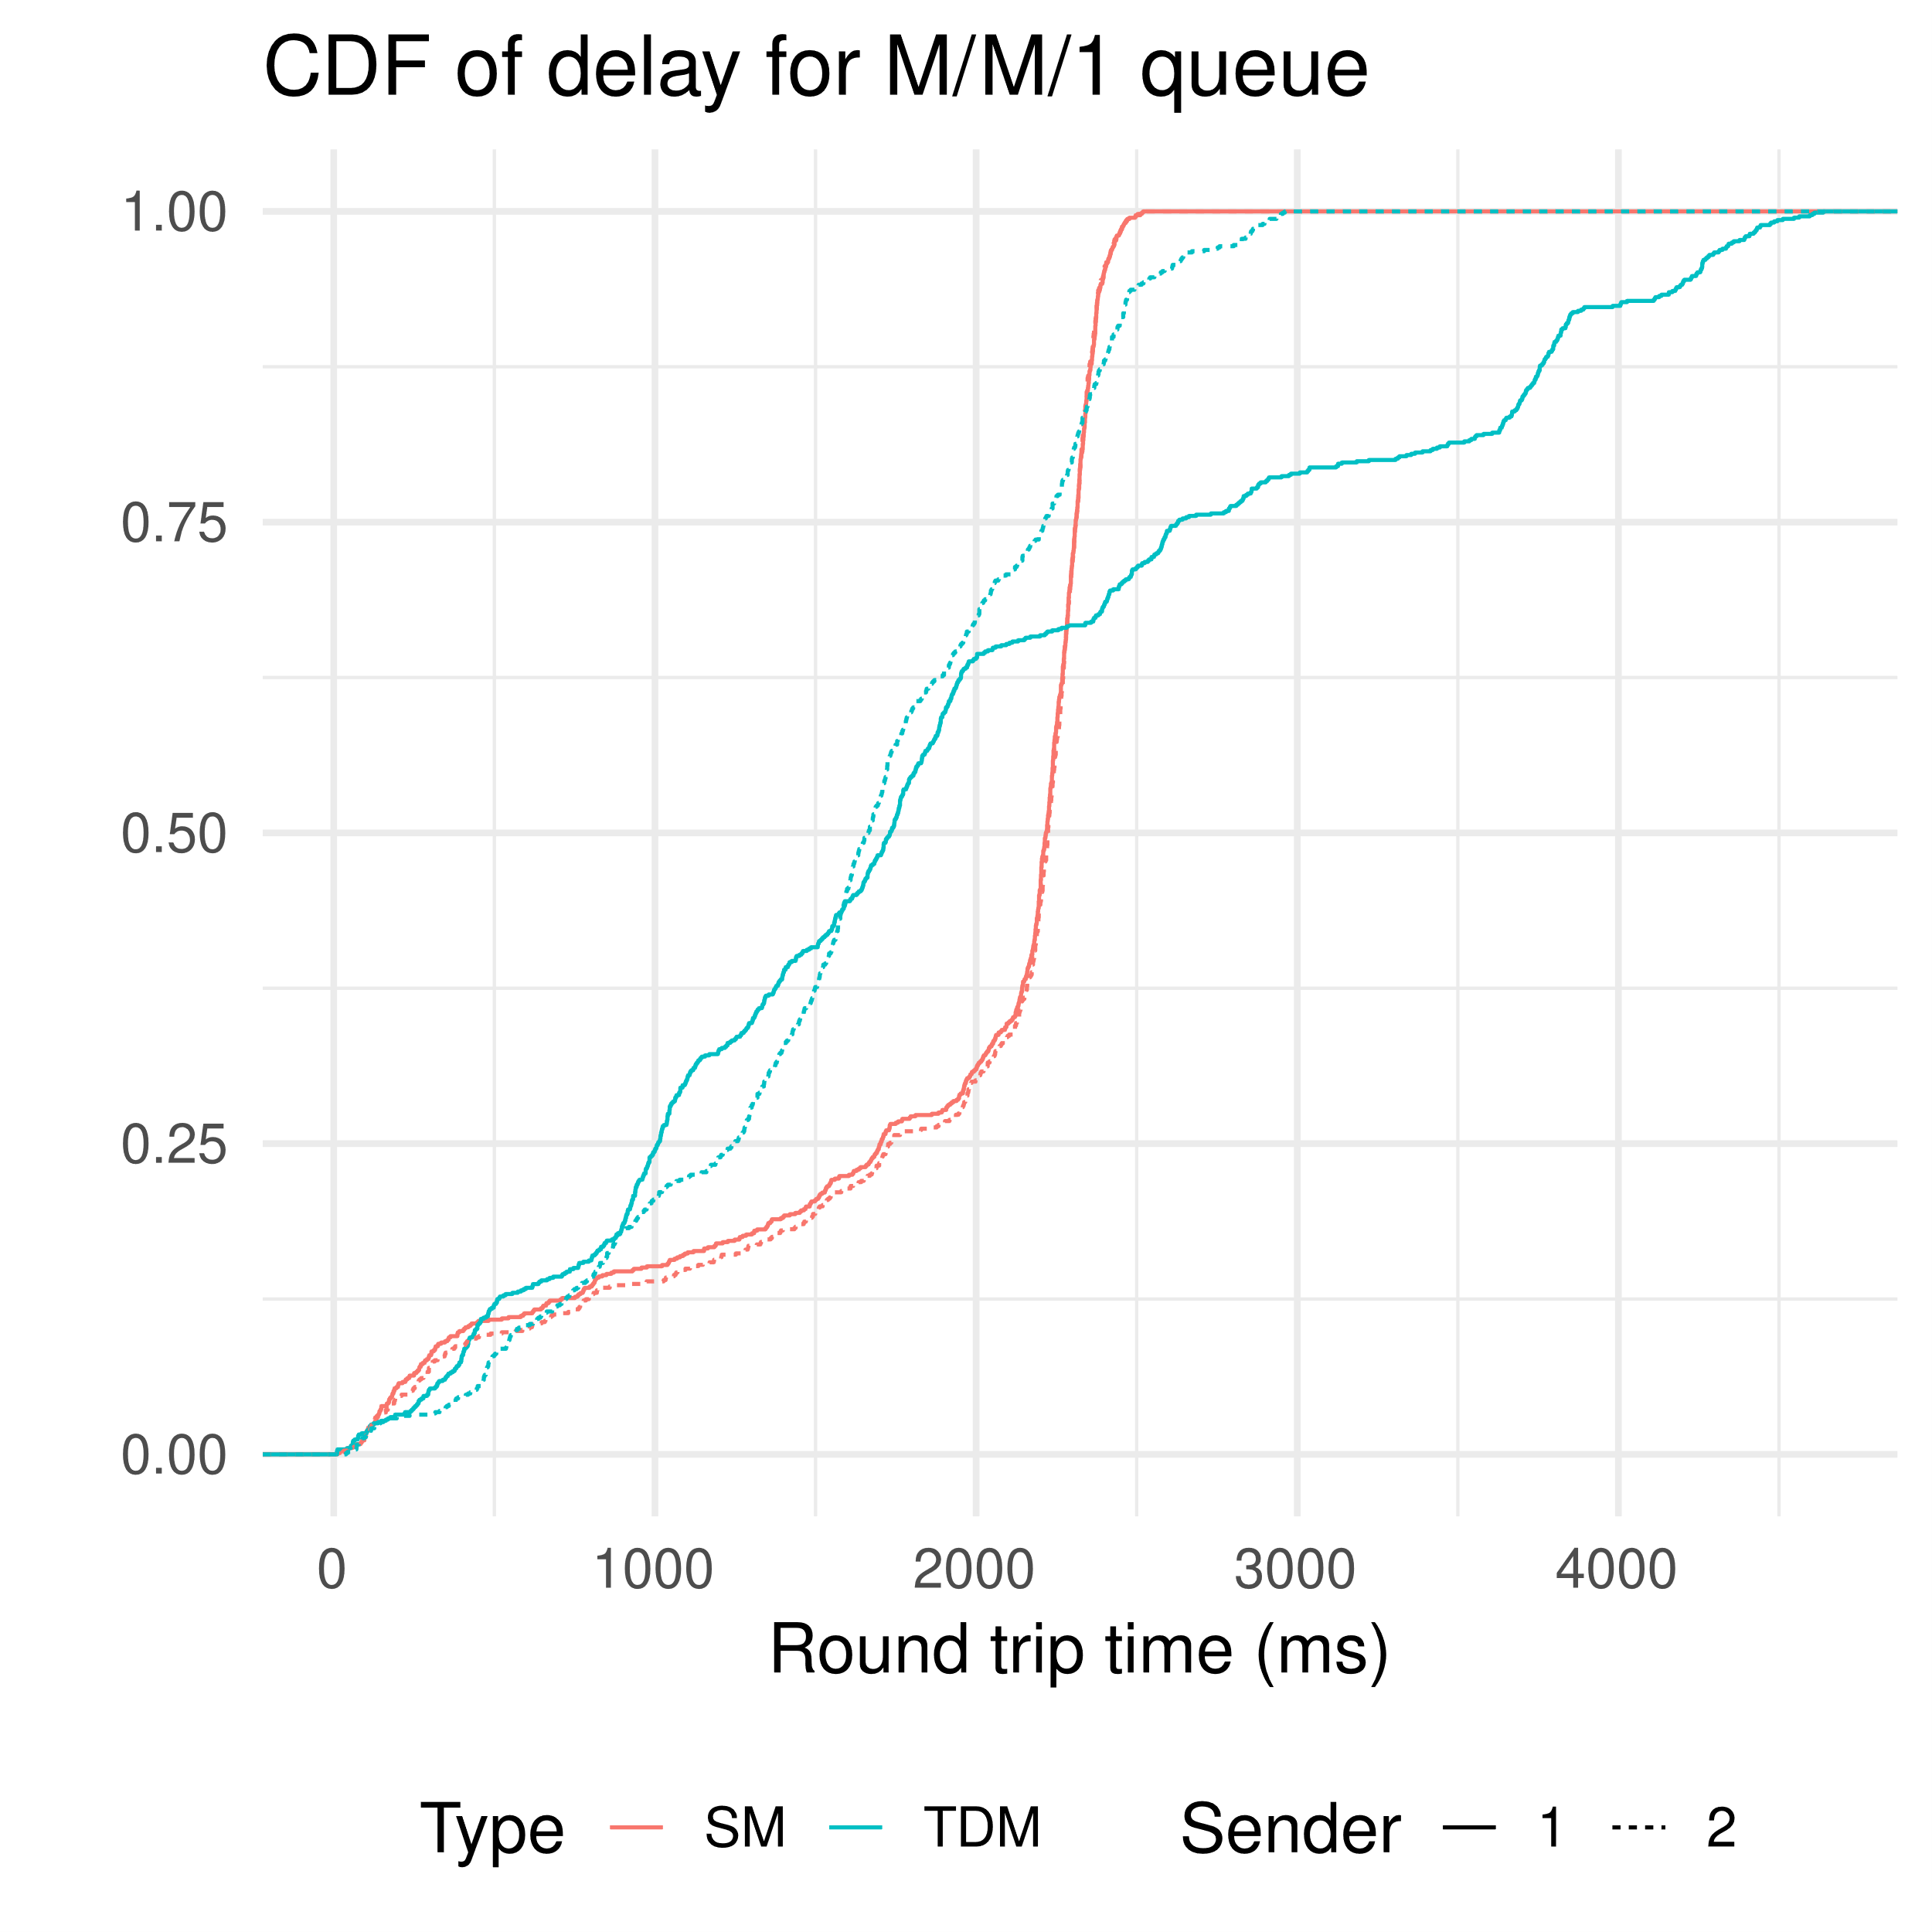 CDF of delay for M/M/1 queue
1.00
0.75
0.50
0.25
0.00
0 1000 2000 3000 4000
Round trip time (ms)
Type SM TDM Sender 1 2